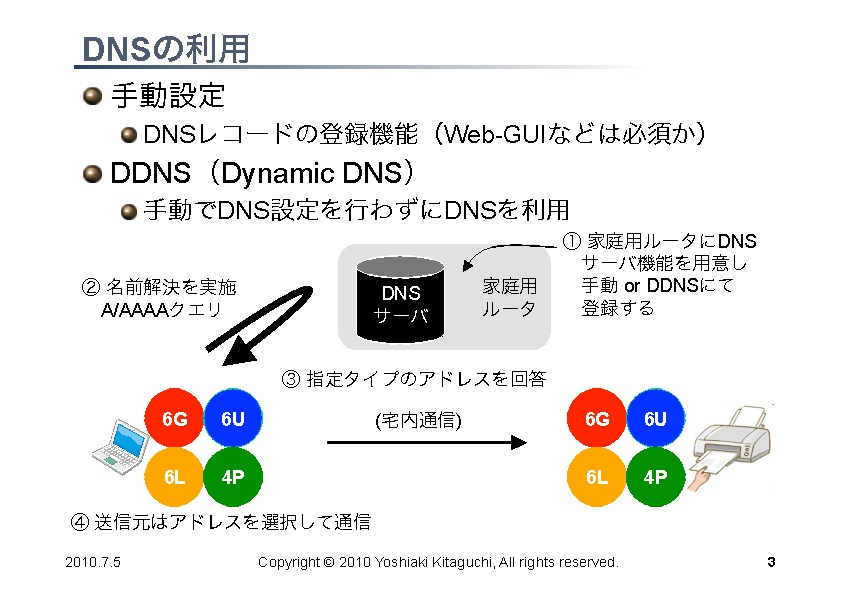 DNSの利用
手動設定
DNSレコードの登録機能（Web-GUIなどは必須か）
DDNS（Dynamic DNS）
手動でDNS設定を行わずにDNSを利用
① 家庭用ルータにDNS
サーバ機能を用意し
手動 or DDNSにて
登録する
② 名前解決を実施
A/AAAAクエリ
DNS
サーバ
家庭用
ルータ
③ 指定タイプのアドレスを回答
6G 6U
6L 4P
(宅内通信)
6G 6U
6L 4P
④ 送信元はアドレスを選択して通信
2010.7.5
Copyright © 2010 Yoshiaki Kitaguchi, All rights reserved.
3